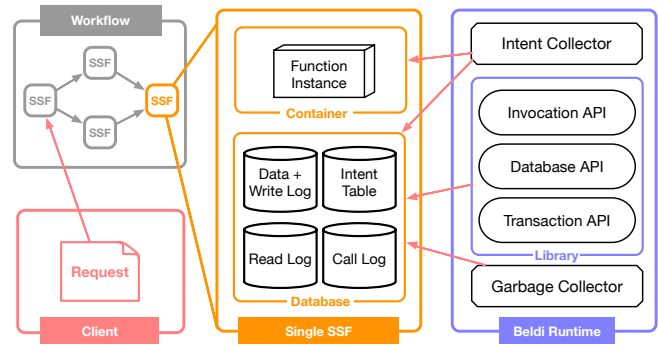 Workflow
SSF
SSF
SSF
SSF
Request
Client
Function
Instance
Container
Data +
Write Log
Intent
Table
Read Log
Call Log
Database
Single SSF
Intent Collector
Invocation API
Database API
Transaction API
Library
Garbage Collector
Beldi Runtime